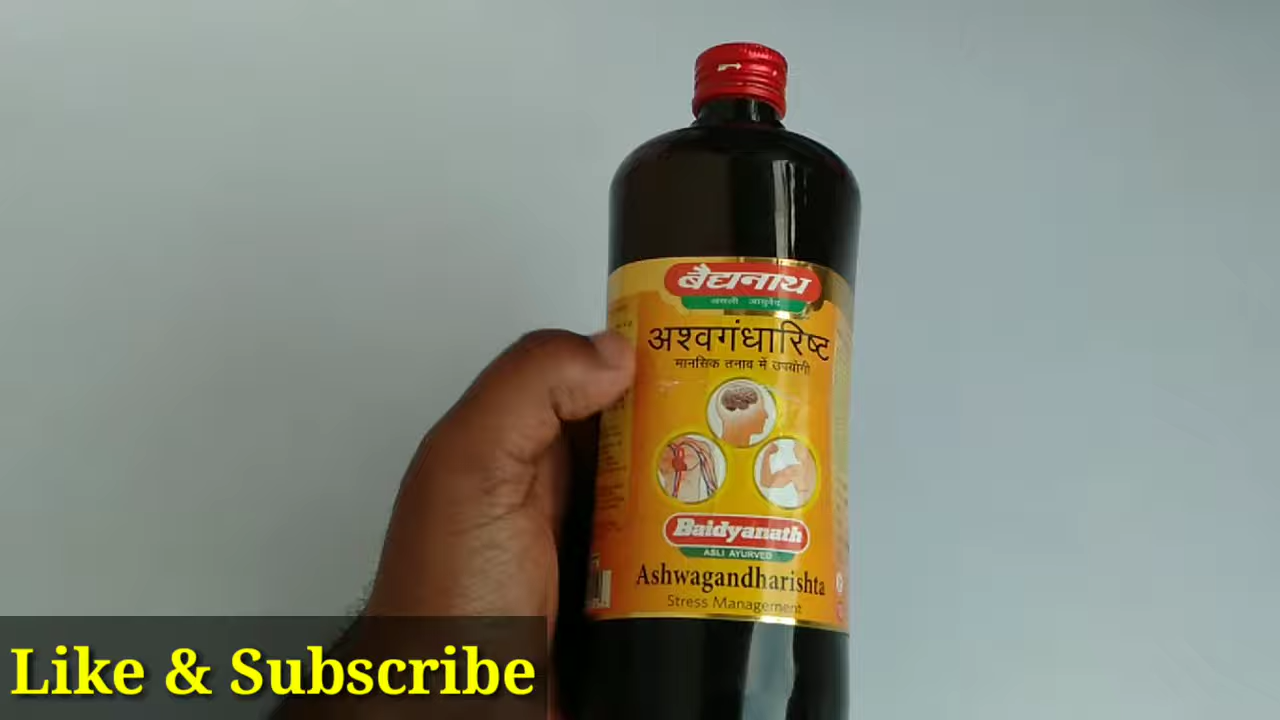 बैद्यनाथ
असली आयुर्वेद
अश्वगंधारिष्ट
मानसिक तनाव में उपयोगी
Baidyanath
ASLI AYURVED
Ashwagandharishta
Stress Management
Like & Subscribe